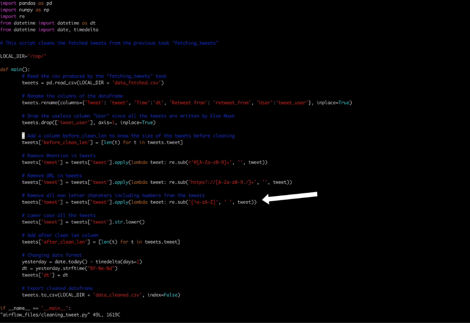 import pandas as pd
import numpy as np
import re
from datetime import datetime as dt
from datetime import date, timedelta
# This script cleans the fetched tweets from the previous task "fetching_tweets"
LOCAL_DIR='/tmp/'
def main():
# Read the csv produced by the "fetching_tweets" task
tweets = pd.read_csv(LOCAL_DIR + 'data_fetched.csv')
# Rename the columns of the dataframe
tweets.rename(columns={'Tweet': 'tweet', 'Time':'dt', 'Retweet from': 'retweet_from', 'User':'tweet_user'}, inplace=True)
# Drop the useless column "User" since all the tweets are written by Elon Musk
tweets.drop(['tweet_user'], axis=1, inplace=True)
# Add a column before_clean_len to know the size of the tweets before cleaning
tweets['before_clean_len'] = [len(t) for t in tweets.tweet]
# Remove @mention in tweets
tweets['tweet'] = tweets['tweet'].apply(lambda tweet: re.sub(r'@[A-Za-z0-9]+', '', tweet))
# Remove URL in tweets
tweets['tweet'] = tweets['tweet'].apply(lambda tweet: re.sub('https?://[A-Za-z0-9./]+', '', tweet))
# Remove all non letter charaters including numbers from the tweets
tweets['tweet'] = tweets['tweet'].apply(lambda tweet: re.sub('[^a-zA-Z]', ' ', tweet))
# Lower case all the tweets
tweets['tweet'] = tweets['tweet'].str.lower()
# Add after clean len column
tweets['after_clean_len'] = [len(t) for t in tweets.tweet]
# Changing date format
yesterday = date.today() - timedelta(days=1)
dt = yesterday.strftime("%Y-%m-%d")
tweets['dt'] = dt
# Export cleaned dataframe
tweets.to_csv(LOCAL_DIR + 'data_cleaned.csv', index=False)
if __name__ == '__main__':
"airflow_files/cleaning_tweet.py" 49L, 1619C